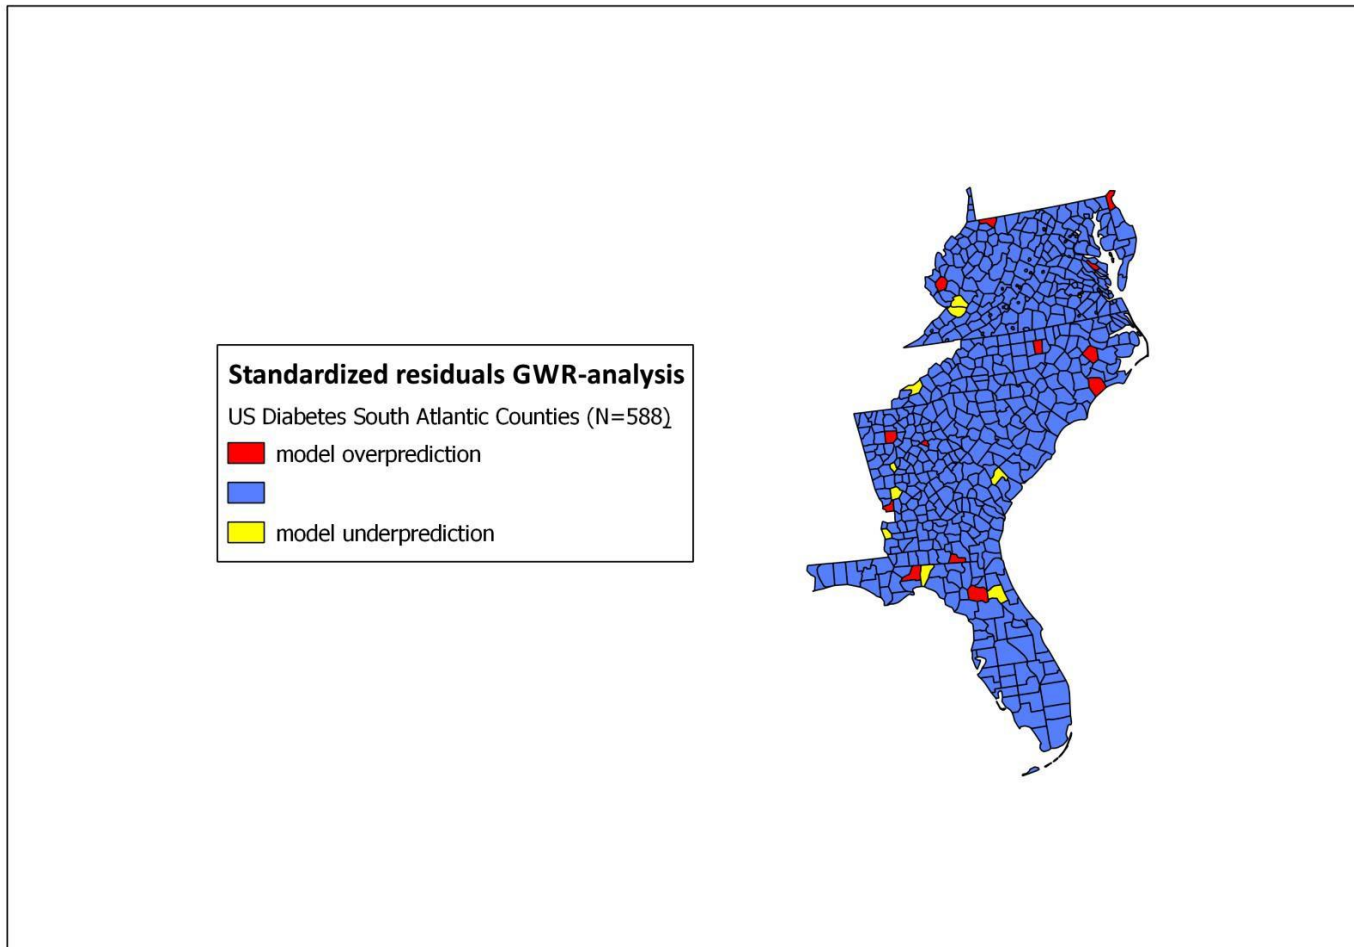 Standardized residuals GWR-analysis
US Diabetes South Atlantic Counties (N=588)
model overprediction
model underprediction